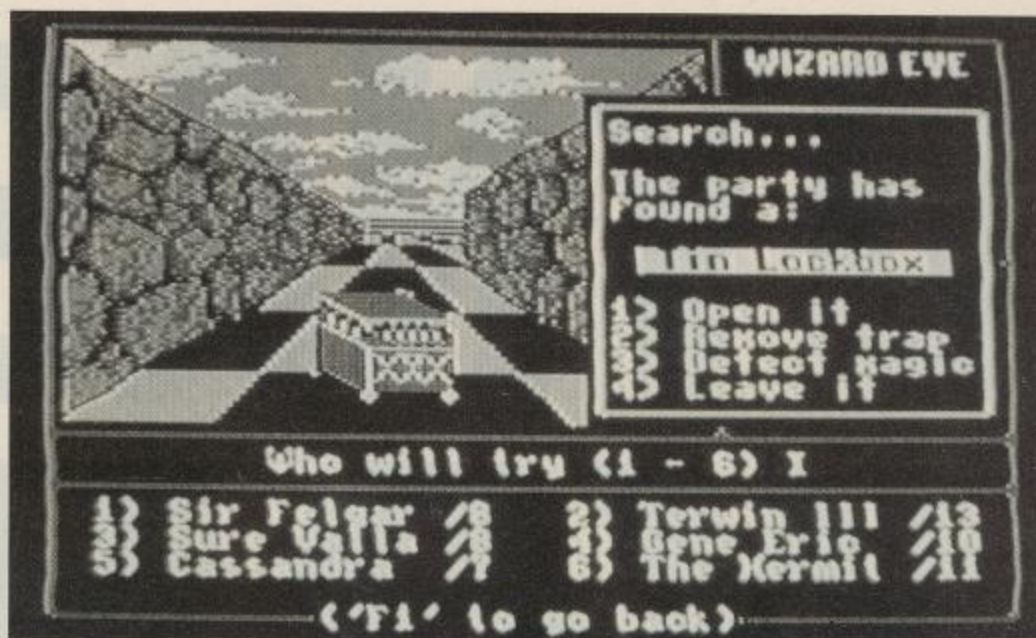 WIZARD EYE
Search...
The party has
found a:
Tin Lockbox
1> Open it
2> Remove trap
3> Detect magic
4> Leave it
Who will try (1 - 6)
1) Sir Felgar /8 2) Terwin III /13
3) Sure Valla /8 4) Gene Eric /10
5) Cassandra /7 6) The Hermit /11
('F1' to go back)